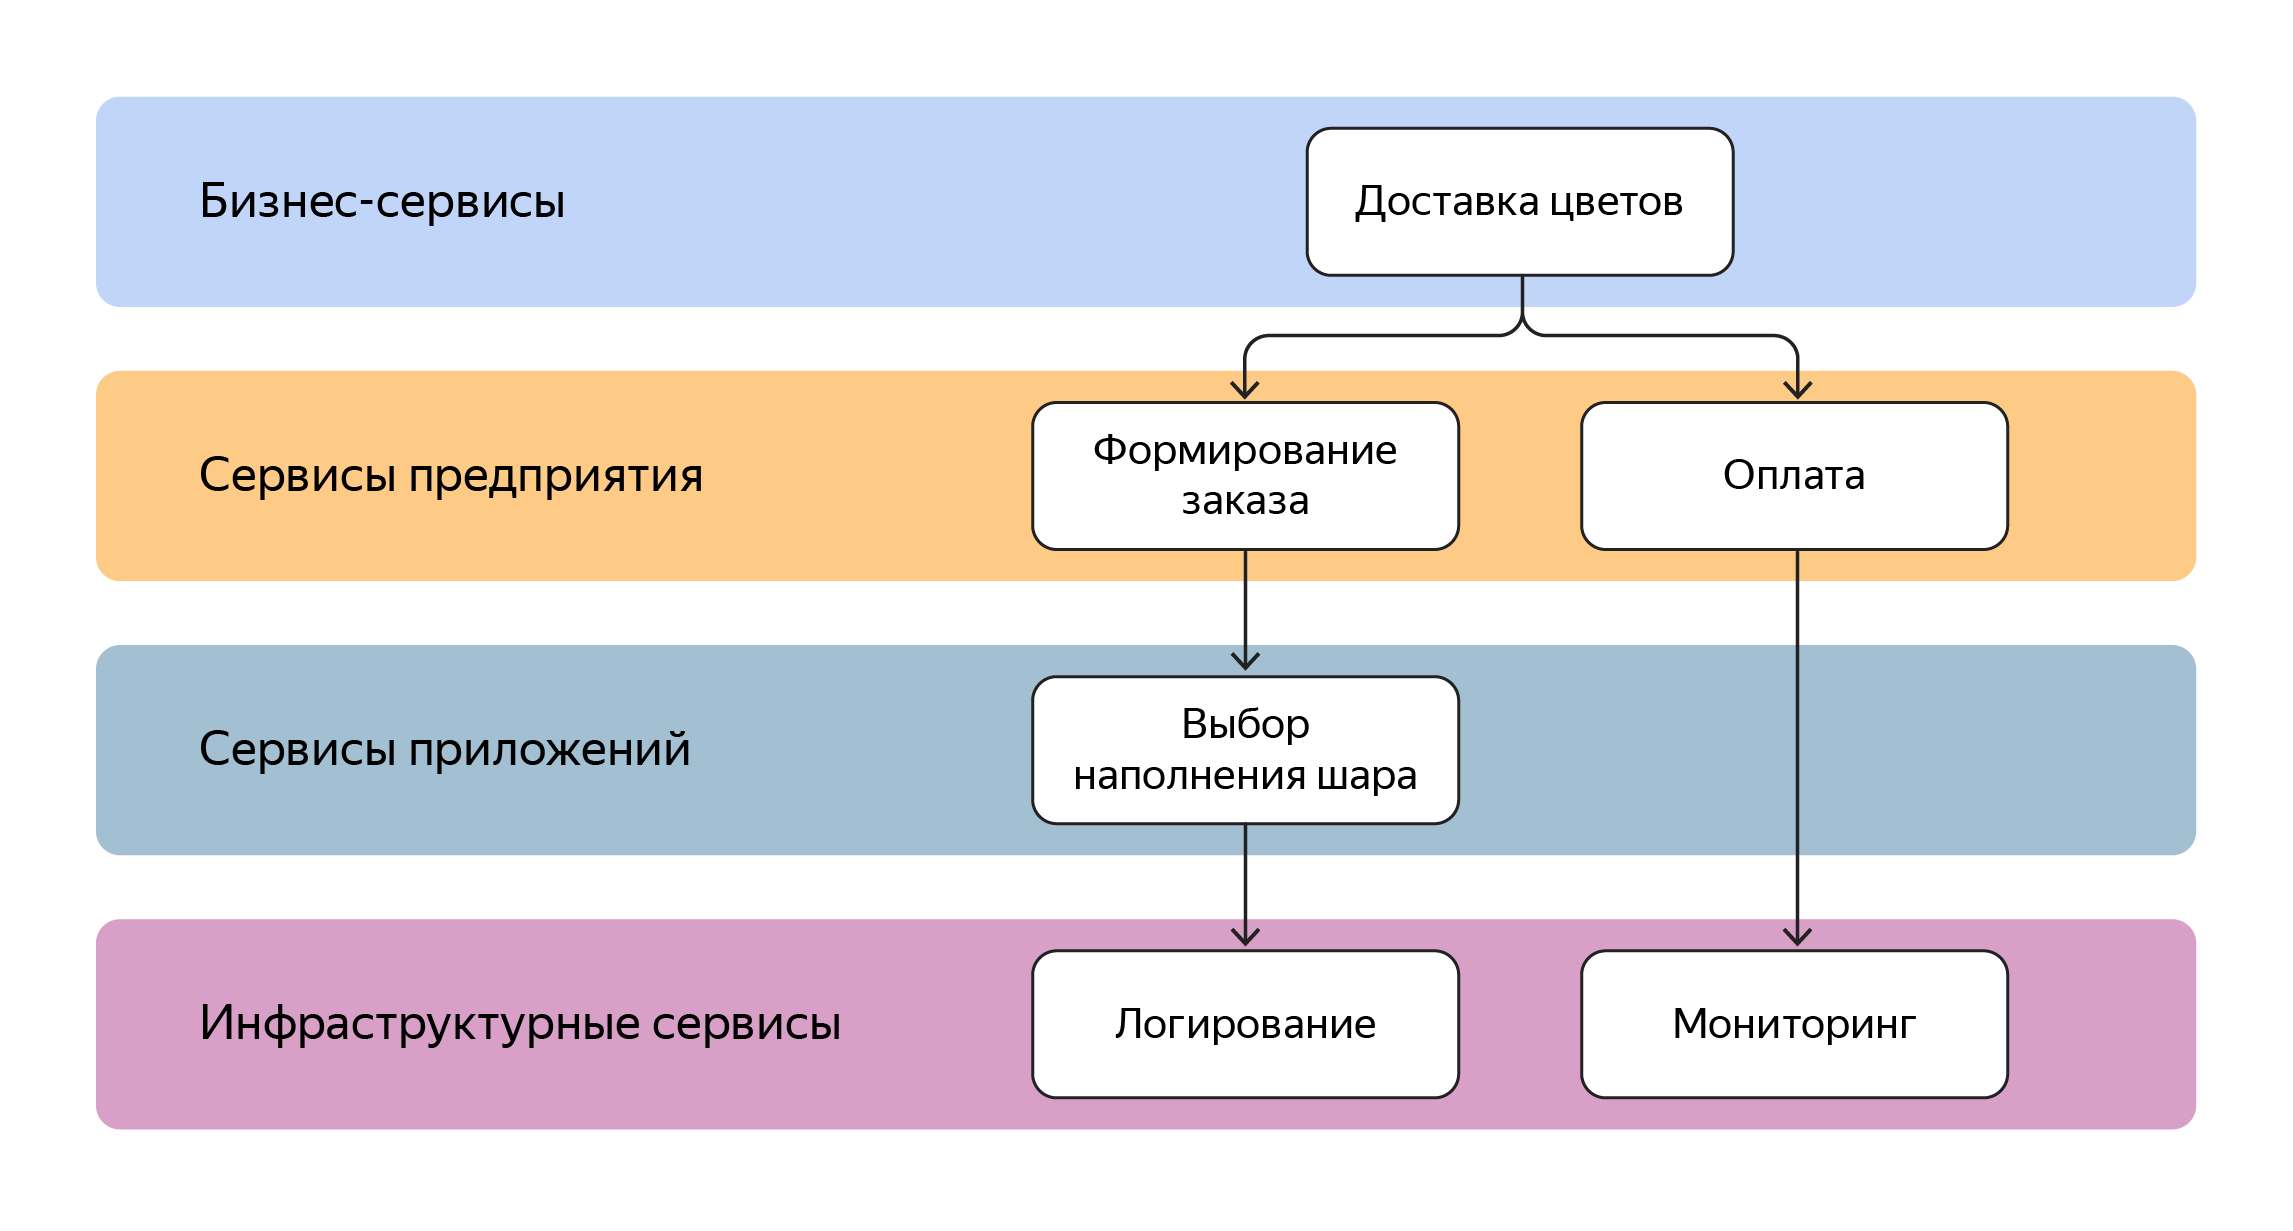 Бизнес-сервисы
Доставка цветов
Сервисы предприятия
Формирование
заказа
Оплата
Сервисы приложений
Выбор
наполнения шара
Инфраструктурные сервисы
Логирование
Мониторинг